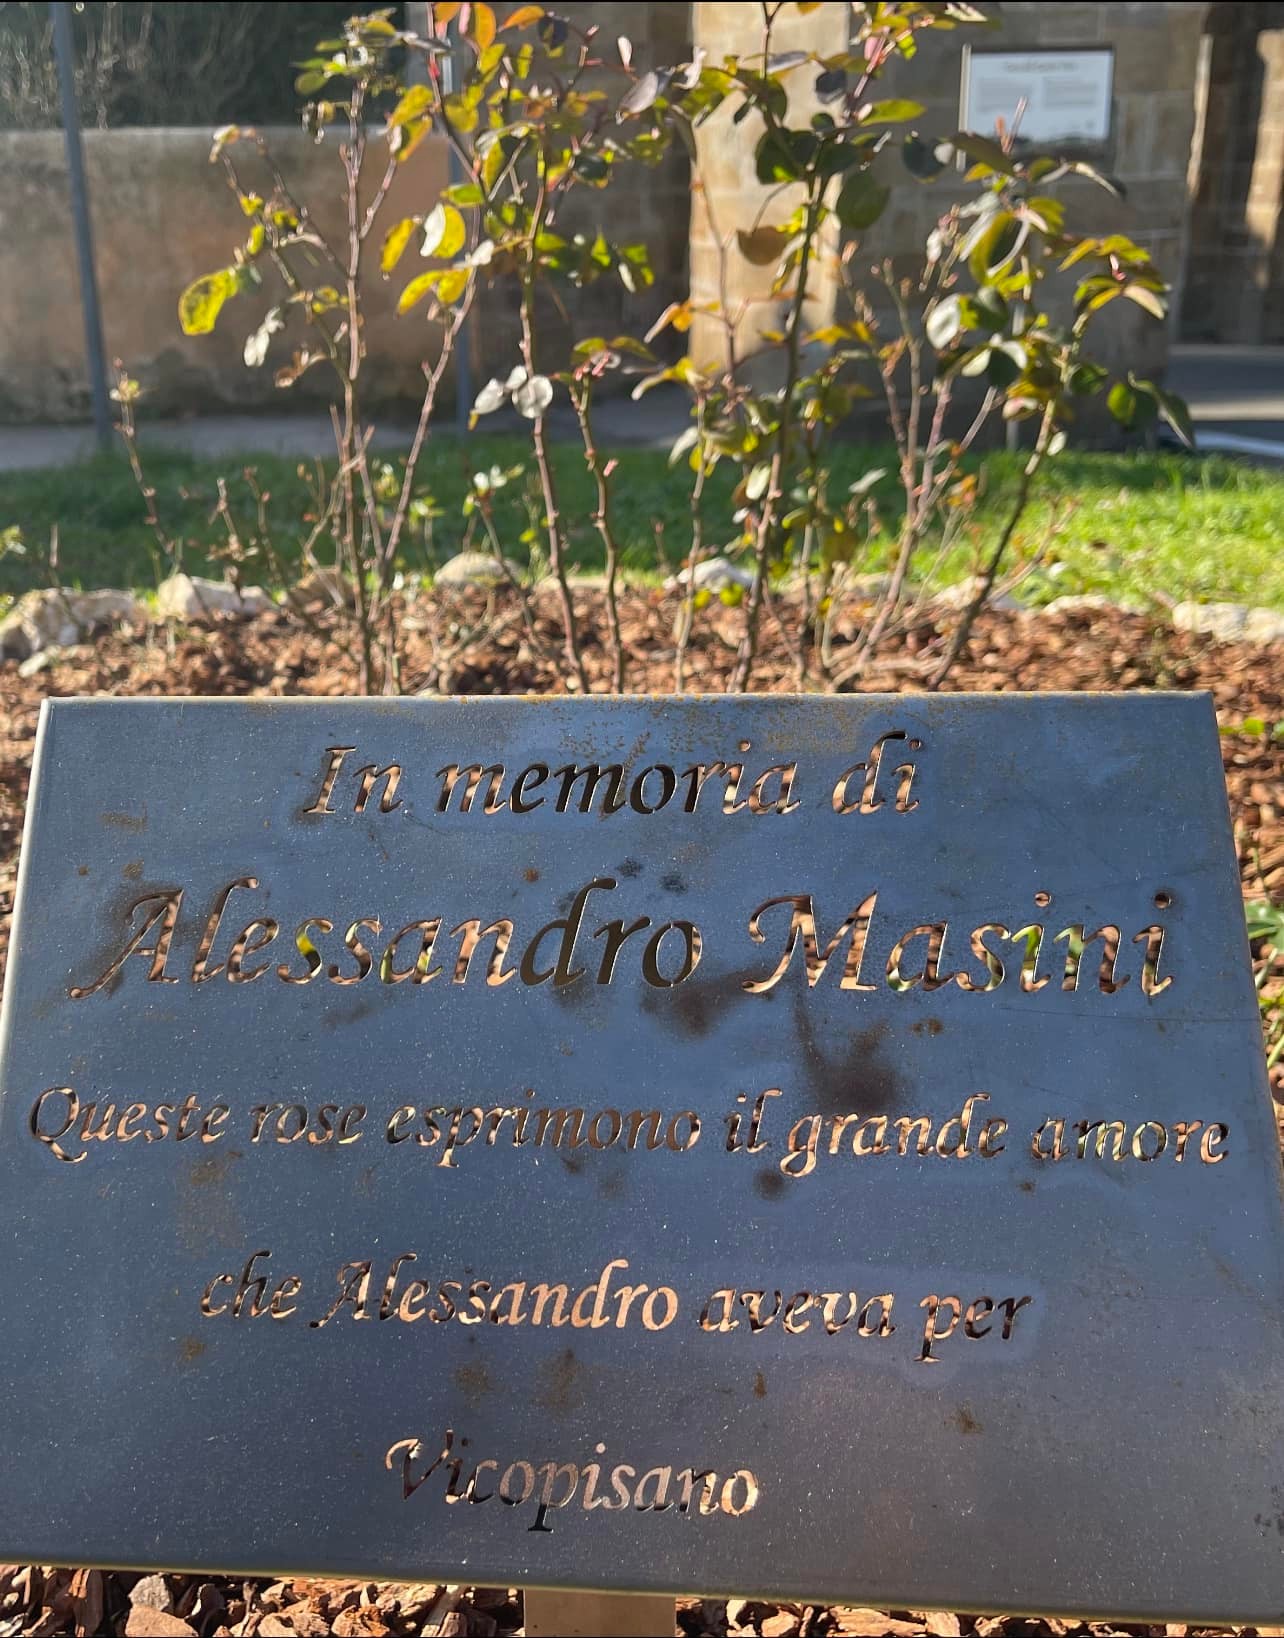 In memoria di
Alessandro Masini
Queste rose esprimono il grande amore
che Alessandro aveva per
Vicopisano